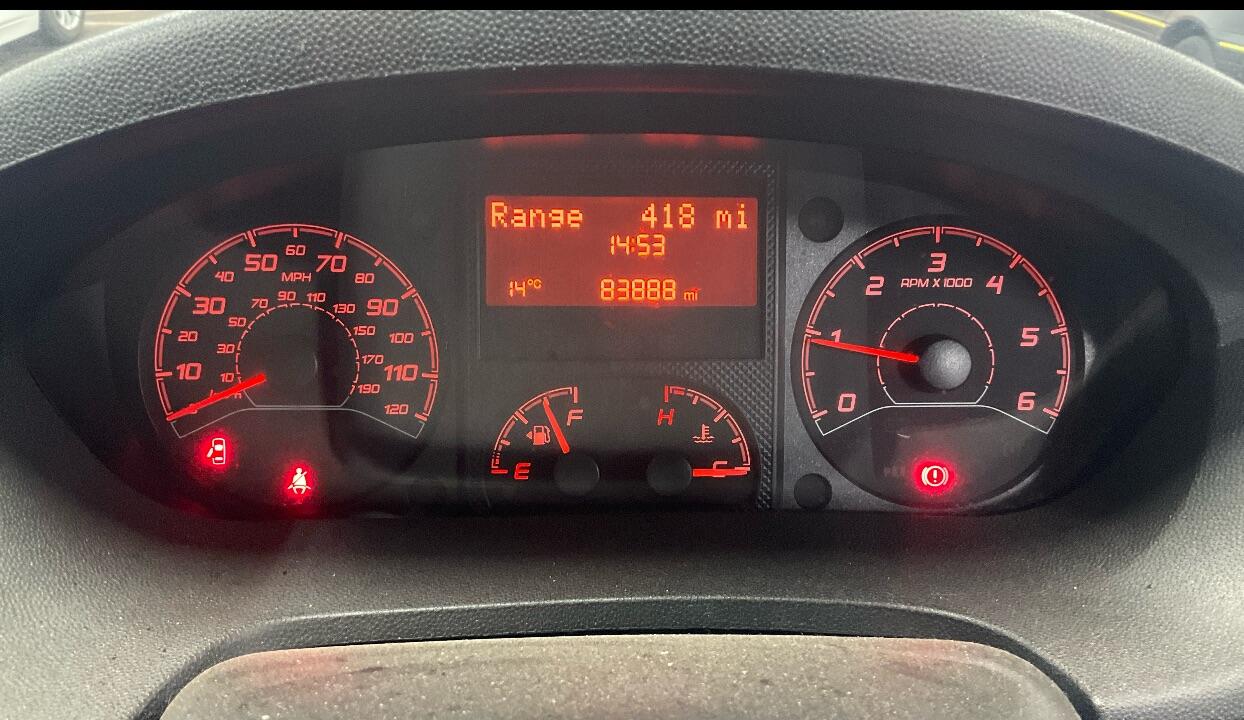 Range 418 mi
14:53
14°C 83888 mi
10 20 30 40 50 60 70 80 90 100 110 120
MPH
10 30 50 70 90 110 130 150 170 190
E F
H C
0 1 2 3 4 5 6
RPM X 1000